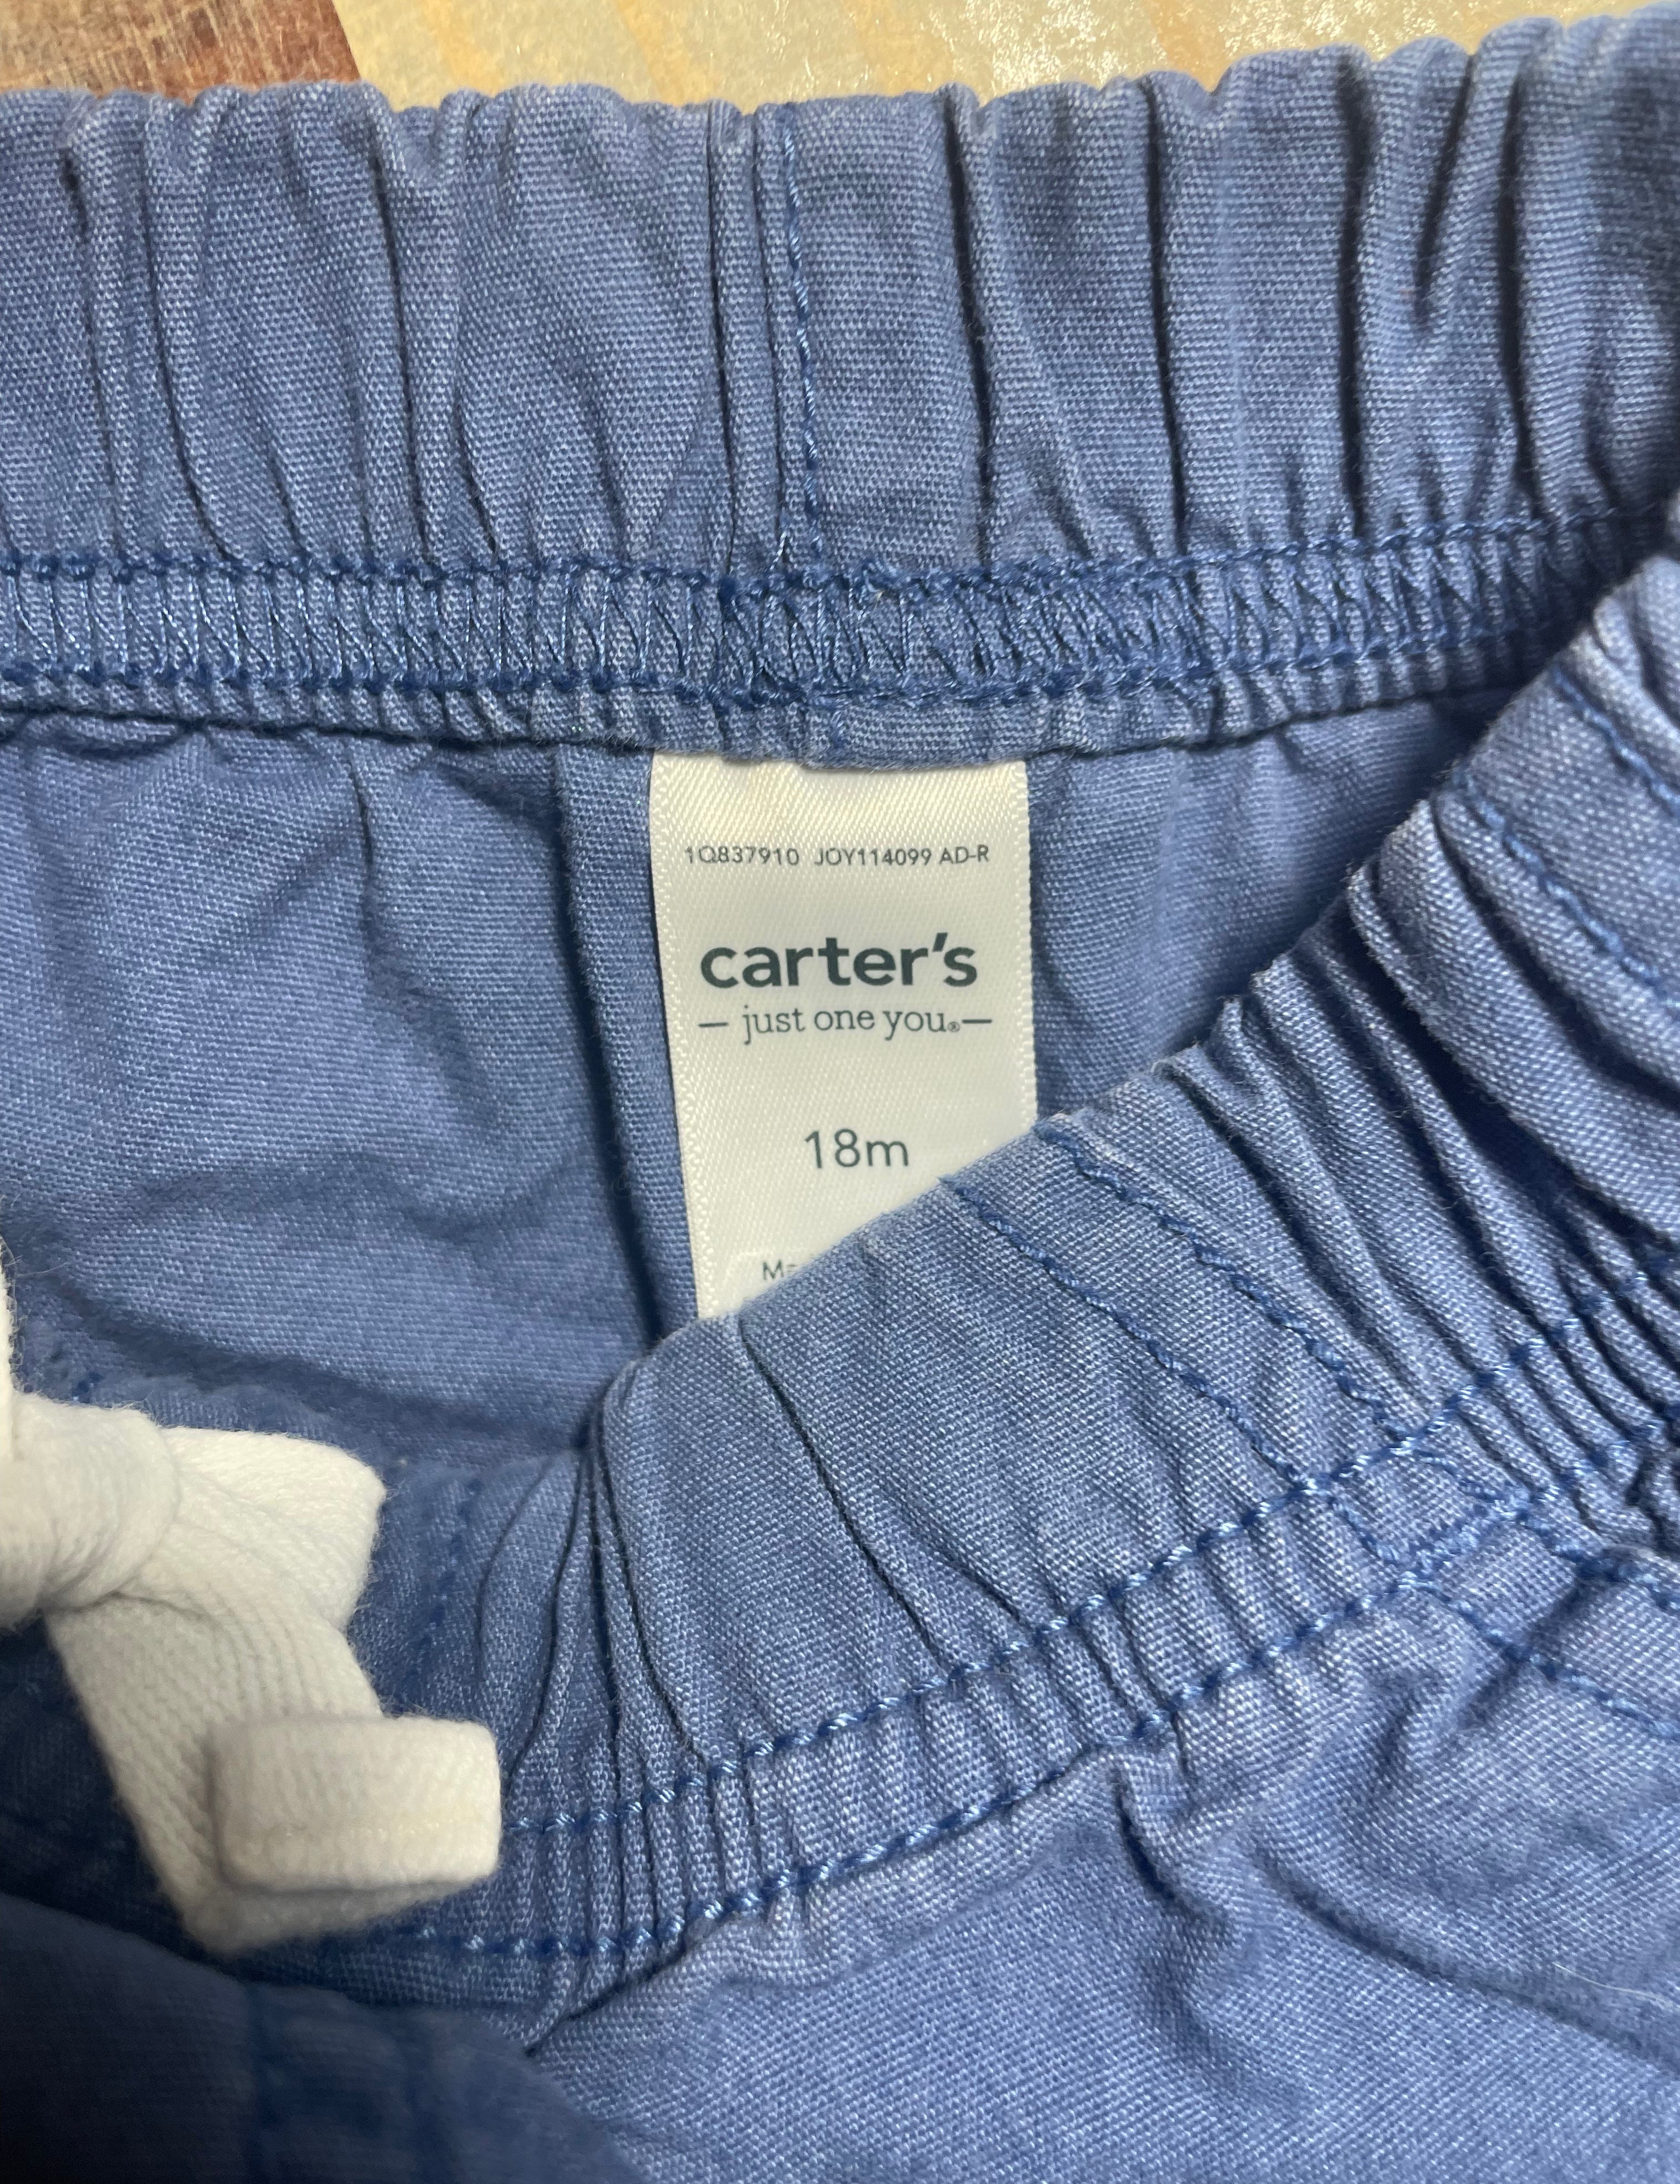 1Q837910 JOY114099 AD-R
carter's
— just one you®—
18m